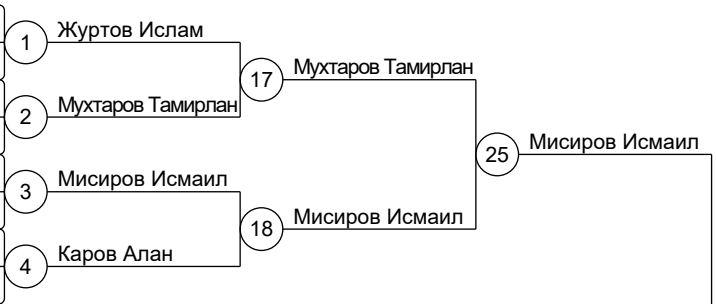 1
Журтов Ислам
17
Мухтаров Тамирлан
2
Мухтаров Тамирлан
25
Мисиров Исмаил
3
Мисиров Исмаил
18
Мисиров Исмаил
4
Каров Алан